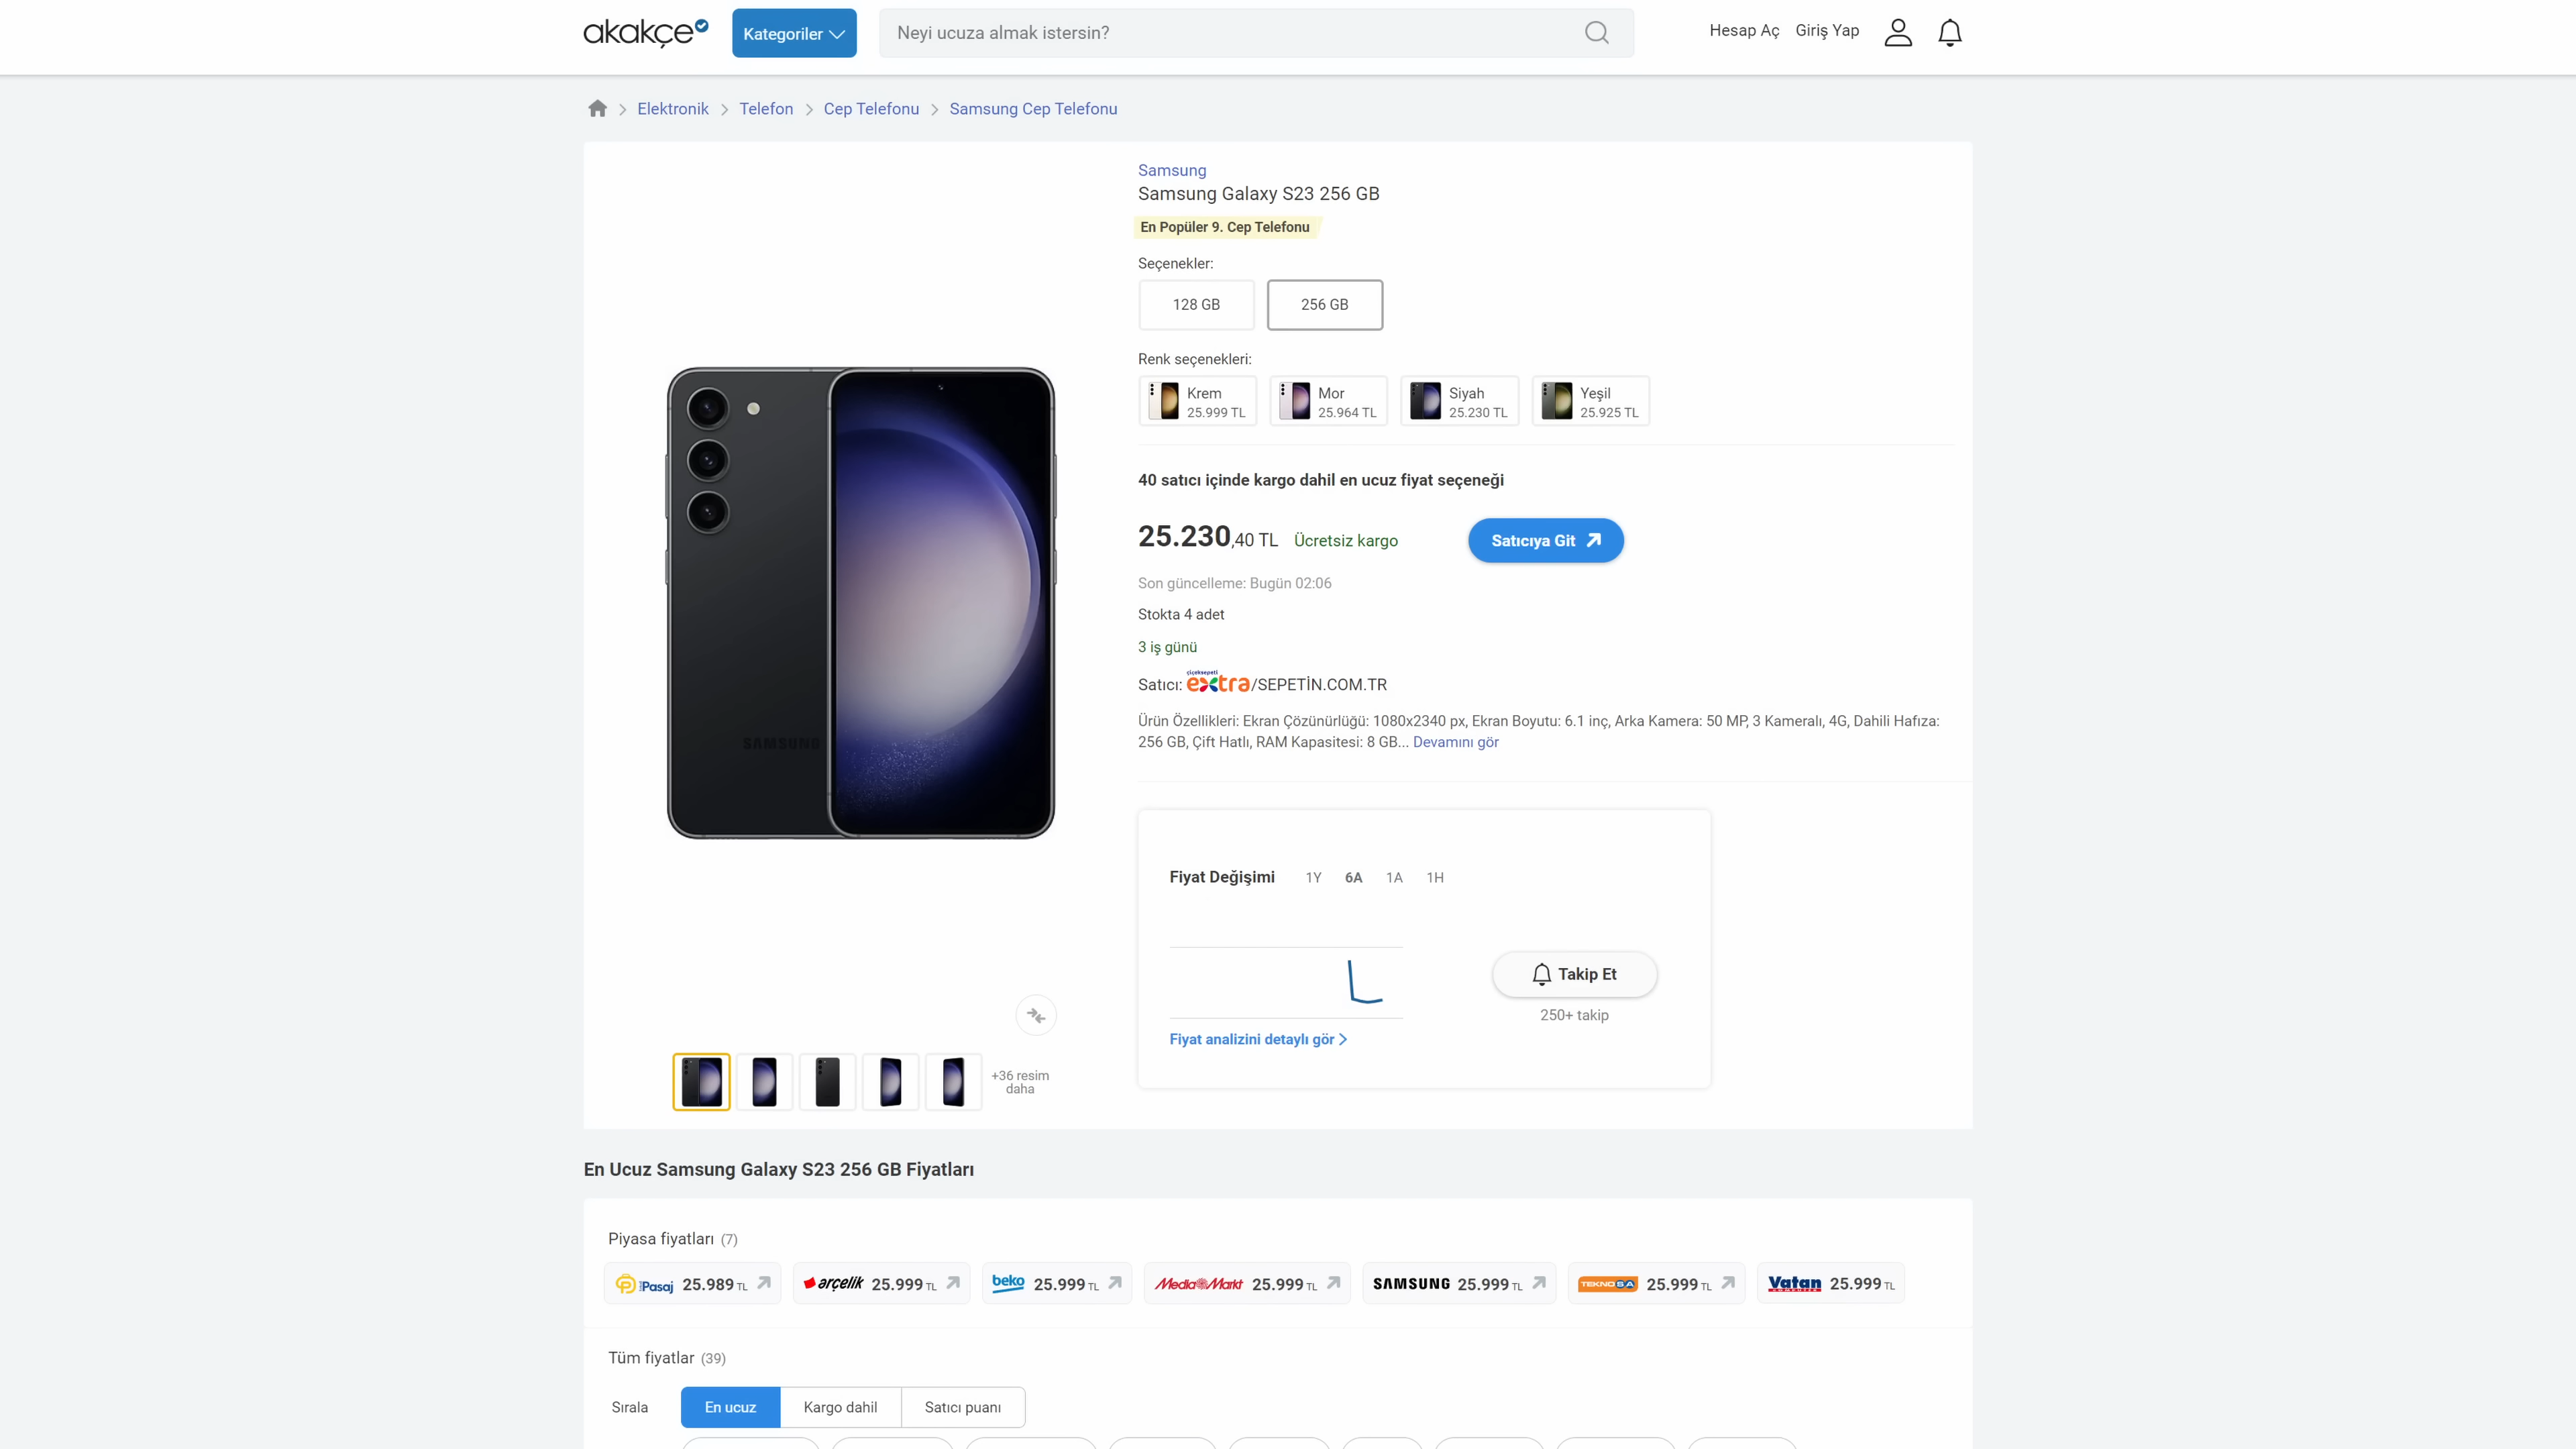 akakçe
Kategoriler
Neyi ucuza almak istersin?
Hesap Aç
Giriş Yap
Elektronik
Telefon
Cep Telefonu
Samsung Cep Telefonu
Samsung
Samsung Galaxy S23 256 GB
En Popüler 9. Cep Telefonu
Seçenekler:
128 GB
256 GB
Renk seçenekleri:
Krem
25.999 TL
Mor
25.964 TL
Siyah
25.230 TL
Yeşil
25.925 TL
40 satıcı içinde kargo dahil en ucuz fiyat seçeneği
25.230,40 TL
Ücretsiz kargo
Satıcıya Git
Son güncelleme: Bugün 02:06
Stokta 4 adet
3 iş günü
Satıcı: çiçeksepeti extra/SEPETİN.COM.TR
Ürün Özellikleri: Ekran Çözünürlüğü: 1080x2340 px, Ekran Boyutu: 6.1 inç, Arka Kamera: 50 MP, 3 Kameralı, 4G, Dahili Hafıza:
256 GB, Çift Hatlı, RAM Kapasitesi: 8 GB... Devamını gör
SAMSUNG
Fiyat Değişimi
1Y
6A
1A
1H
Takip Et
250+ takip
Fiyat analizini detaylı gör
+36 resim
daha
En Ucuz Samsung Galaxy S23 256 GB Fiyatları
Piyasa fiyatları (7)
Pasaj 25.989 TL
arçelik 25.999 TL
beko 25.999 TL
MediaMarkt 25.999 TL
SAMSUNG 25.999 TL
TEKNOSA 25.999 TL
Vatan COMPUTER 25.999 TL
Tüm fiyatlar (39)
Sırala
En ucuz
Kargo dahil
Satıcı puanı